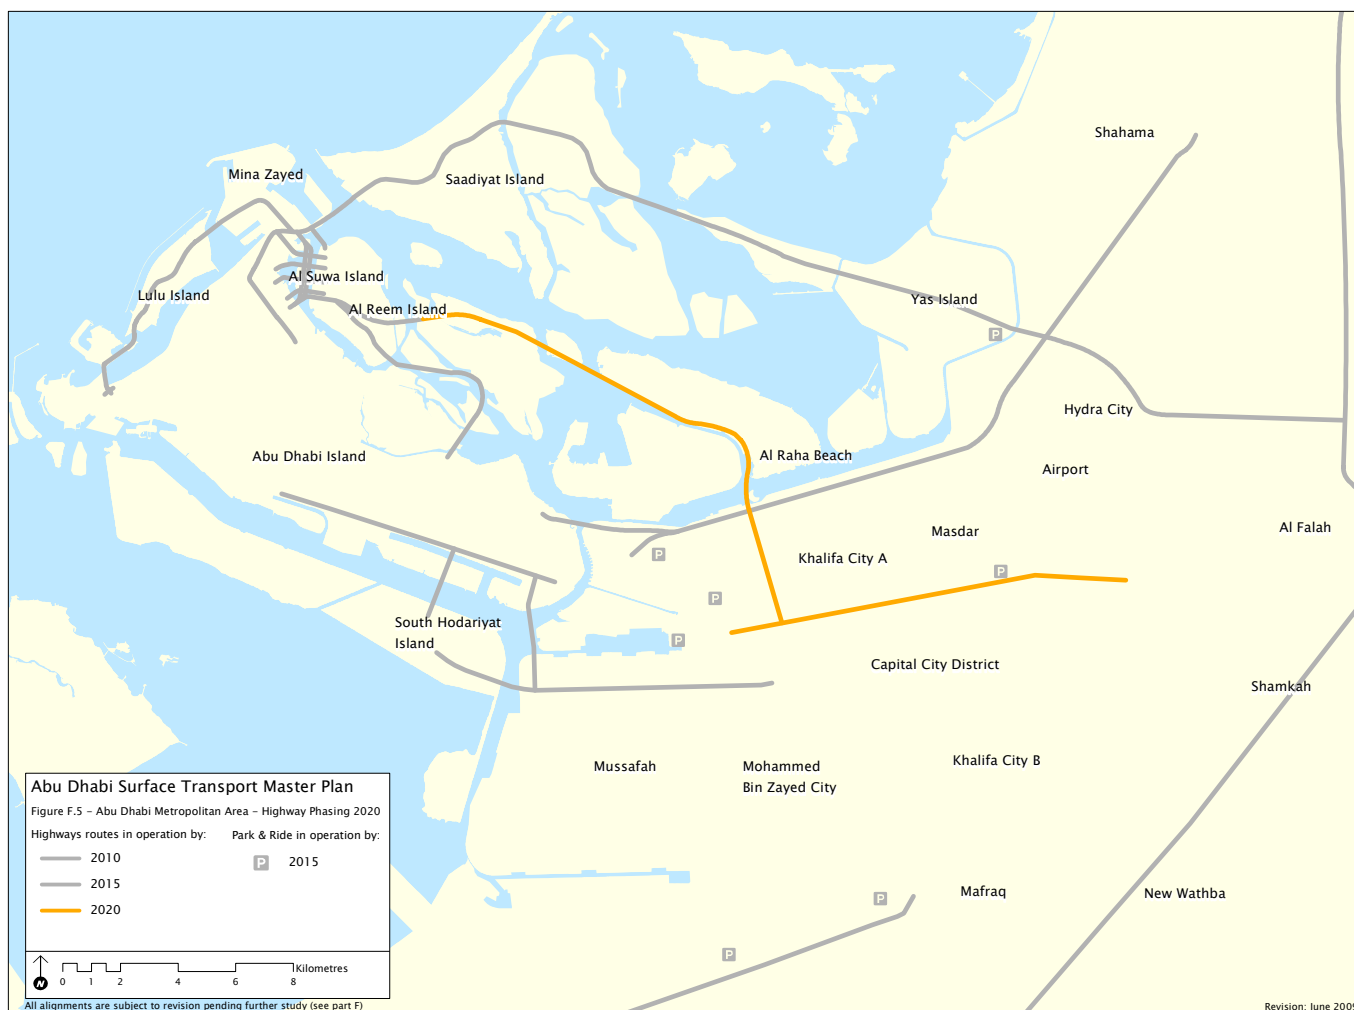 Shahama
Mina Zayed
Saadiyat Island
Al Suwa Island
Lulu Island
Al Reem Island
Yas Island
P
Hydra City
Abu Dhabi Island
Al Raha Beach
Airport
Al Falah
Masdar
P
Khalifa City A
P
P
South Hodariyat
Island
P
Capital City District
Shamkah
Mussafah
Mohammed
Bin Zayed City
Khalifa City B
Mafraq
New Wathba
P
P
Abu Dhabi Surface Transport Master Plan
Figure F.5 – Abu Dhabi Metropolitan Area – Highway Phasing 2020
Highways routes in operation by:
Park & Ride in operation by:
2010
P 2015
2015
2020
N
Kilometres
0 1 2 4 6 8
All alignments are subject to revision pending further study (see part F)
Revision: June 2009